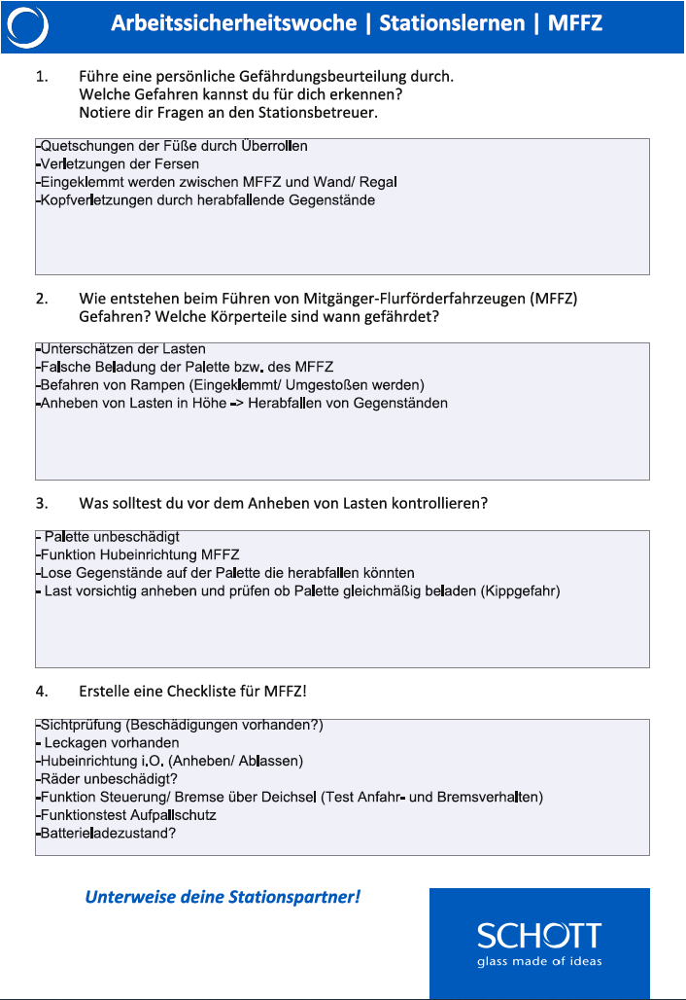 Arbeitssicherheitswoche | Stationslernen | MFFZ
1. Führe eine persönliche Gefährdungsbeurteilung durch.
Welche Gefahren kannst du für dich erkennen?
Notiere dir Fragen an den Stationsbetreuer.
-Quetschungen der Füße durch Überrollen
-Verletzungen der Fersen
-Eingeklemmt werden zwischen MFFZ und Wand/ Regal
-Kopfverletzungen durch herabfallende Gegenstände
2. Wie entstehen beim Führen von Mitgänger-Flurförderfahrzeugen (MFFZ)
Gefahren? Welche Körperteile sind wann gefährdet?
-Unterschätzen der Lasten
-Falsche Beladung der Palette bzw. des MFFZ
-Befahren von Rampen (Eingeklemmt/ Umgestoßen werden)
-Anheben von Lasten in Höhe -> Herabfallen von Gegenständen
3. Was solltest du vor dem Anheben von Lasten kontrollieren?
- Palette unbeschädigt
-Funktion Hubeinrichtung MFFZ
-Lose Gegenstände auf der Palette die herabfallen könnten
- Last vorsichtig anheben und prüfen ob Palette gleichmäßig beladen (Kippgefahr)
4. Erstelle eine Checkliste für MFFZ!
-Sichtprüfung (Beschädigungen vorhanden?)
- Leckagen vorhanden
-Hubeinrichtung i.O. (Anheben/ Ablassen)
-Räder unbeschädigt?
-Funktion Steuerung/ Bremse über Deichsel (Test Anfahr- und Bremsverhalten)
-Funktionstest Aufpallschutz
-Batterieladezustand?
Unterweise deine Stationspartner!
SCHOTT
glass made of ideas